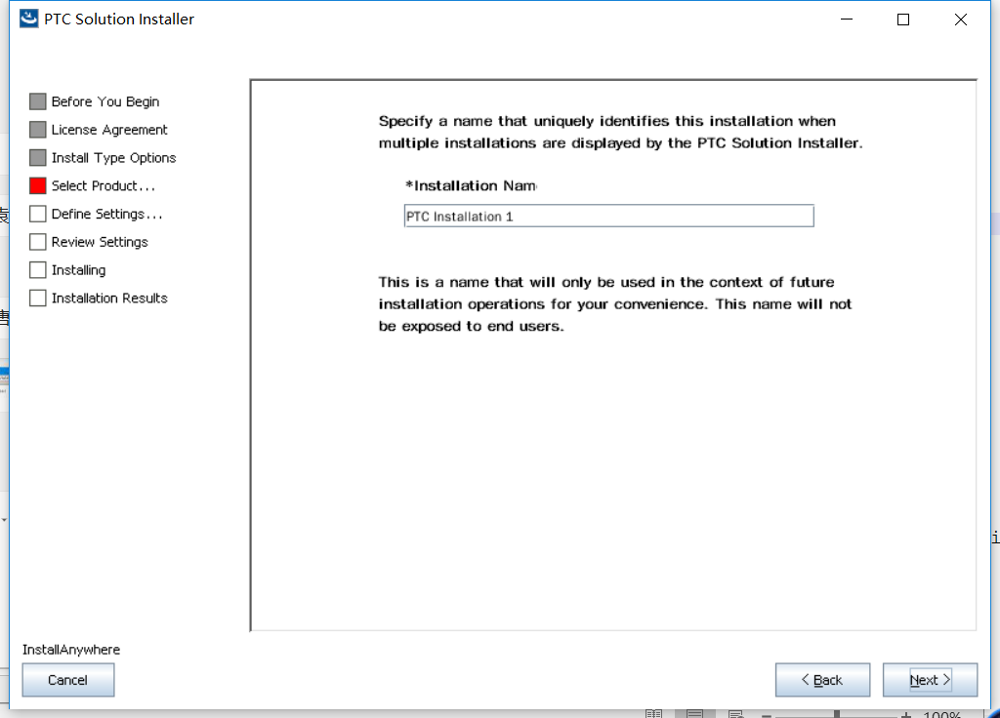 PTC Solution Installer
Before You Begin
License Agreement
Install Type Options
Select Product...
Define Settings...
Review Settings
Installing
Installation Results
Specify a name that uniquely identifies this installation when
multiple installations are displayed by the PTC Solution Installer.
*Installation Nam
PTC Installation 1
This is a name that will only be used in the context of future
installation operations for your convenience. This name will not
be exposed to end users.
InstallAnywhere
Cancel
< Back
Next >
100%